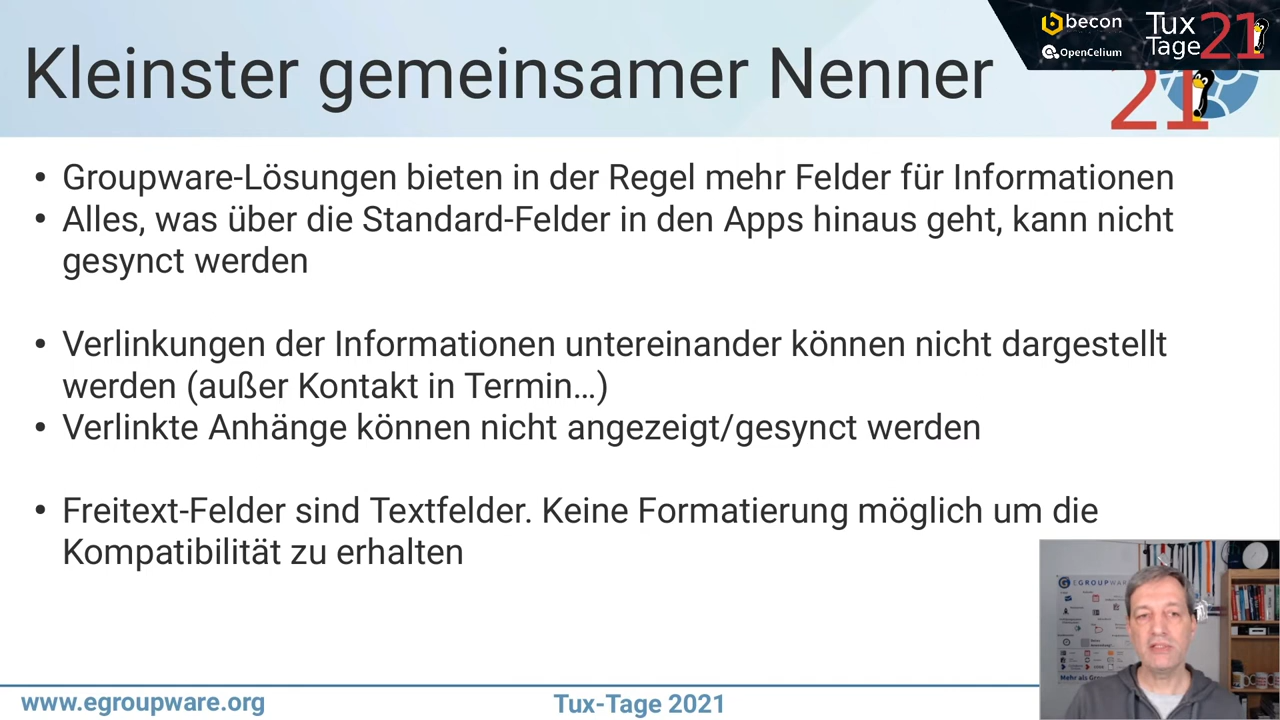 Kleinster gemeinsamer Nenner
becon
OpenCelium
Tux
Tage 21
21
• Groupware-Lösungen bieten in der Regel mehr Felder für Informationen
• Alles, was über die Standard-Felder in den Apps hinaus geht, kann nicht
gesynct werden
• Verlinkungen der Informationen untereinander können nicht dargestellt
werden (außer Kontakt in Termin...)
• Verlinkte Anhänge können nicht angezeigt/gesynct werden
• Freitext-Felder sind Textfelder. Keine Formatierung möglich um die
Kompatibilität zu erhalten
EGROUPWARE
Mehr als
www.egroupware.org
Tux-Tage 2021